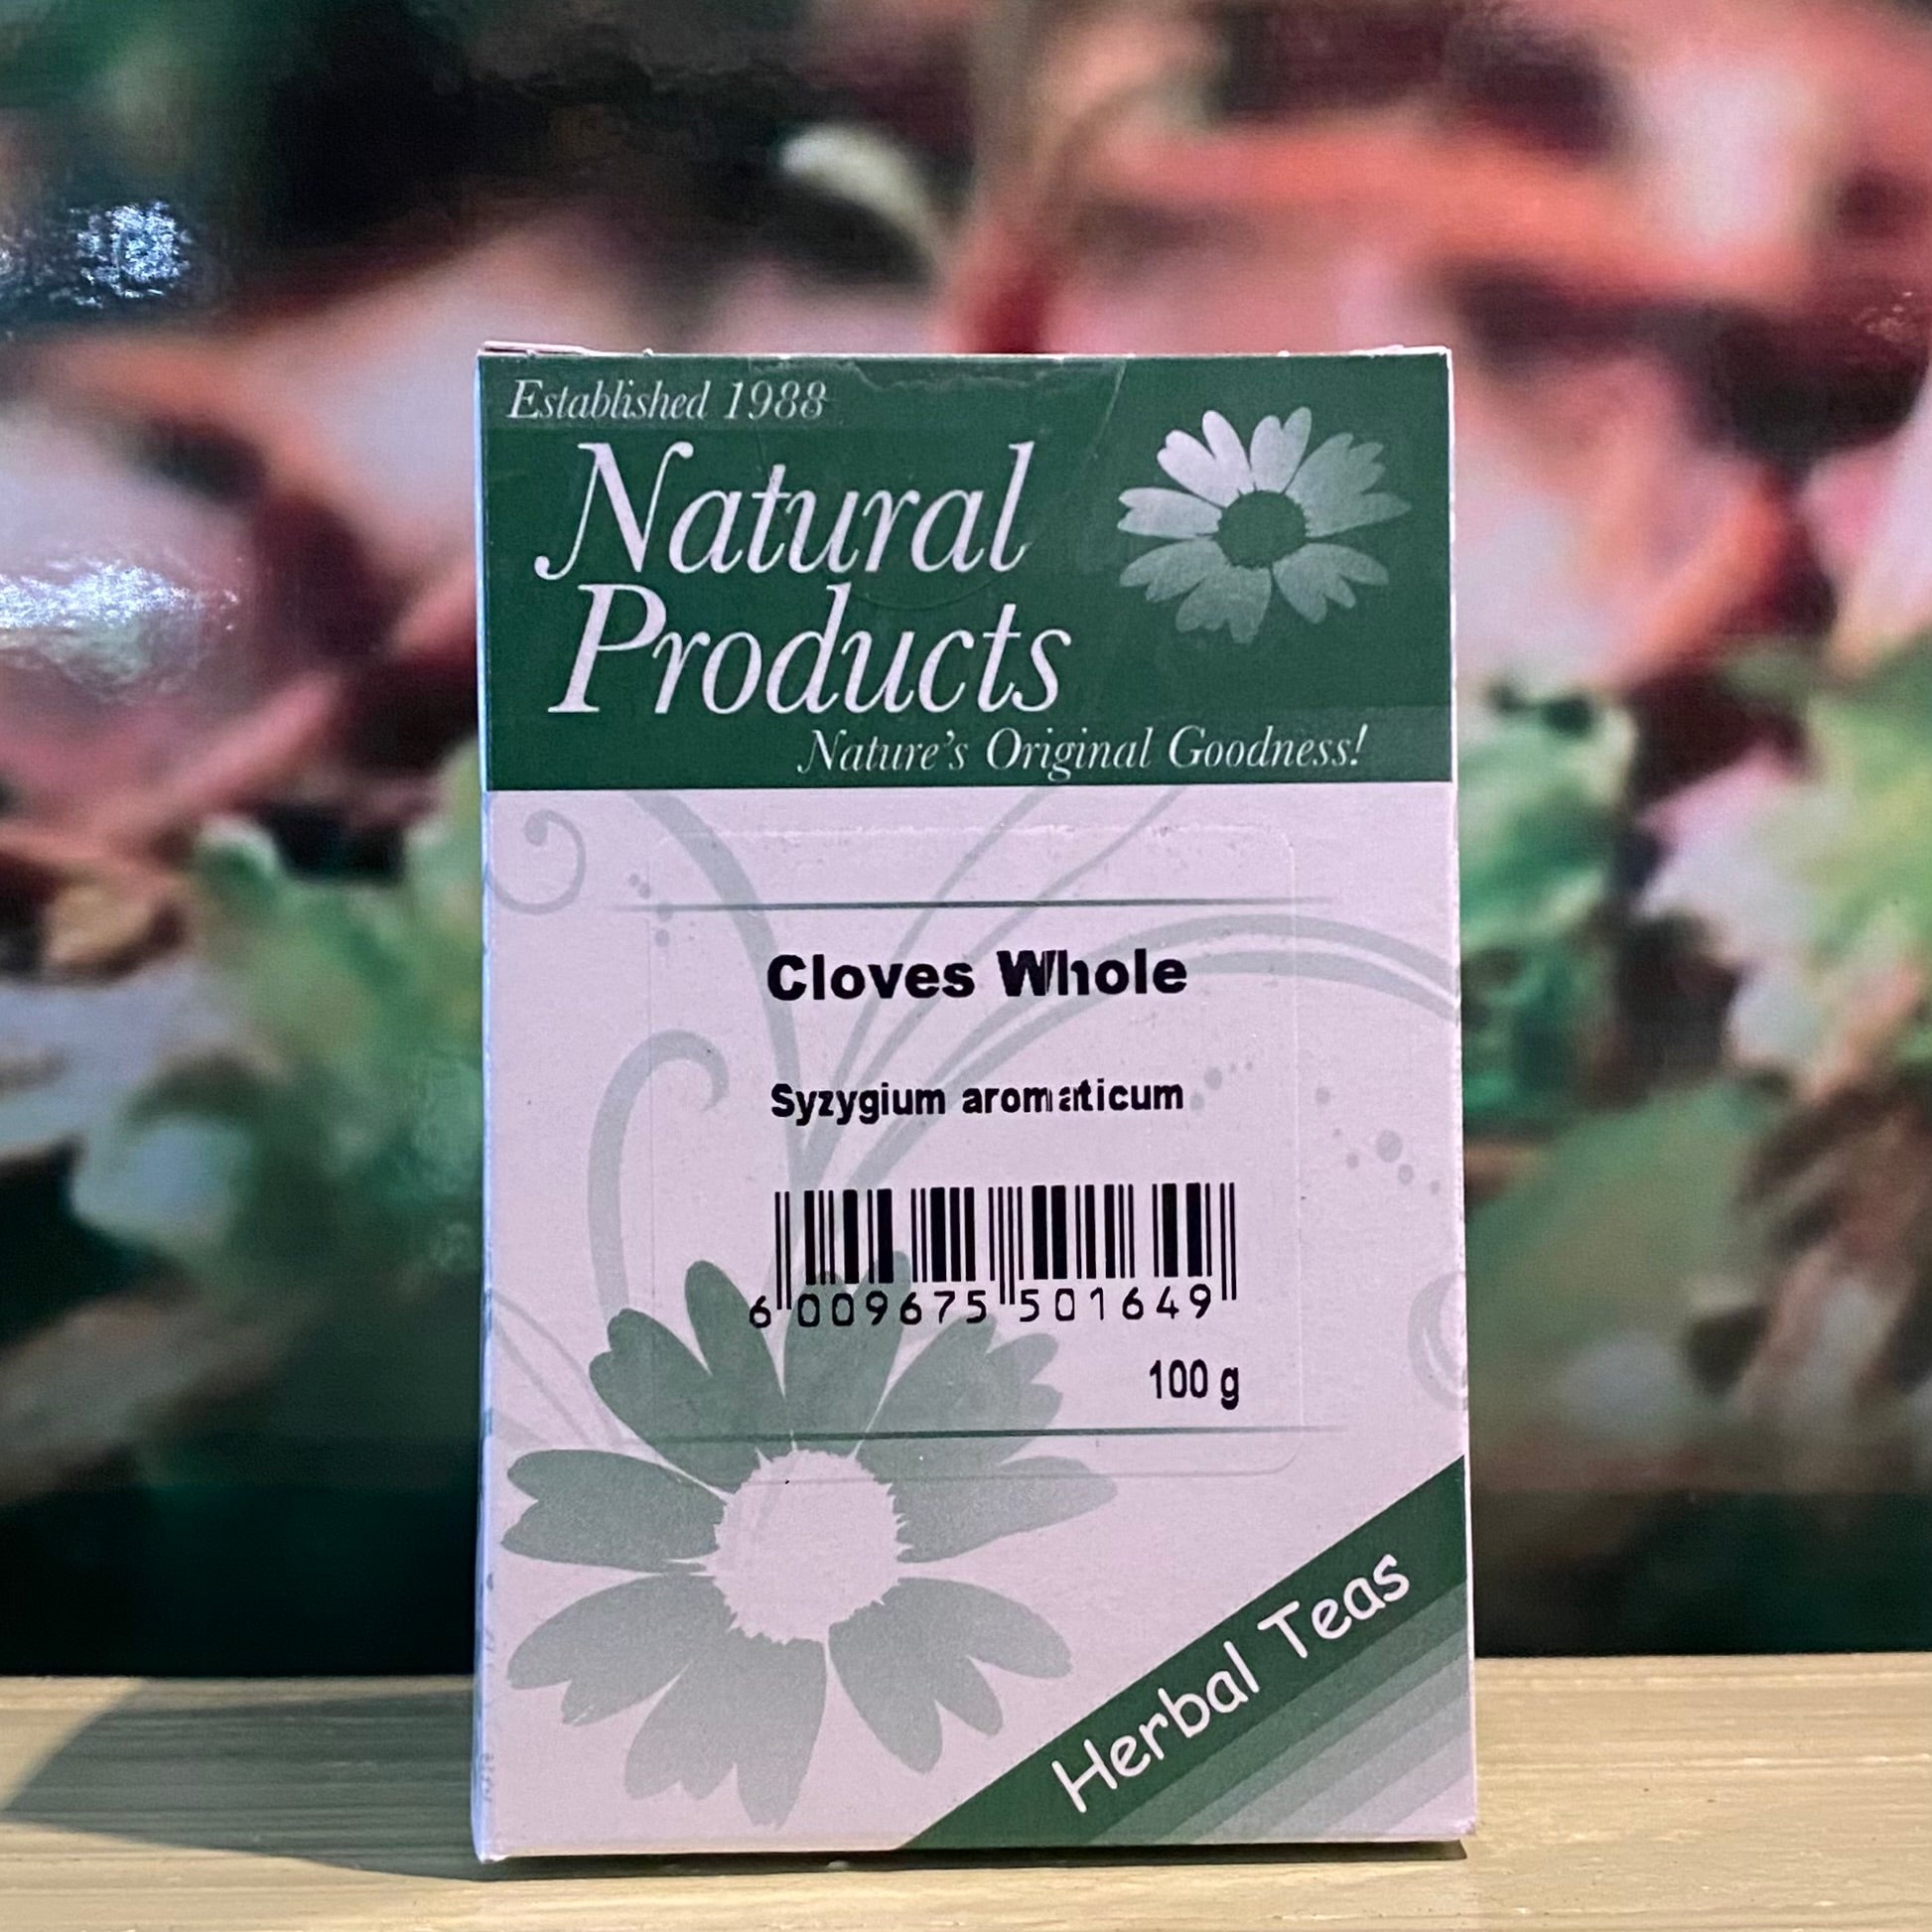 Established 1988
Natural
Products
Nature's Original Goodness!
Cloves Whole
Syzygium aromaticum
6 009675 501649
100 g
Herbal Teas